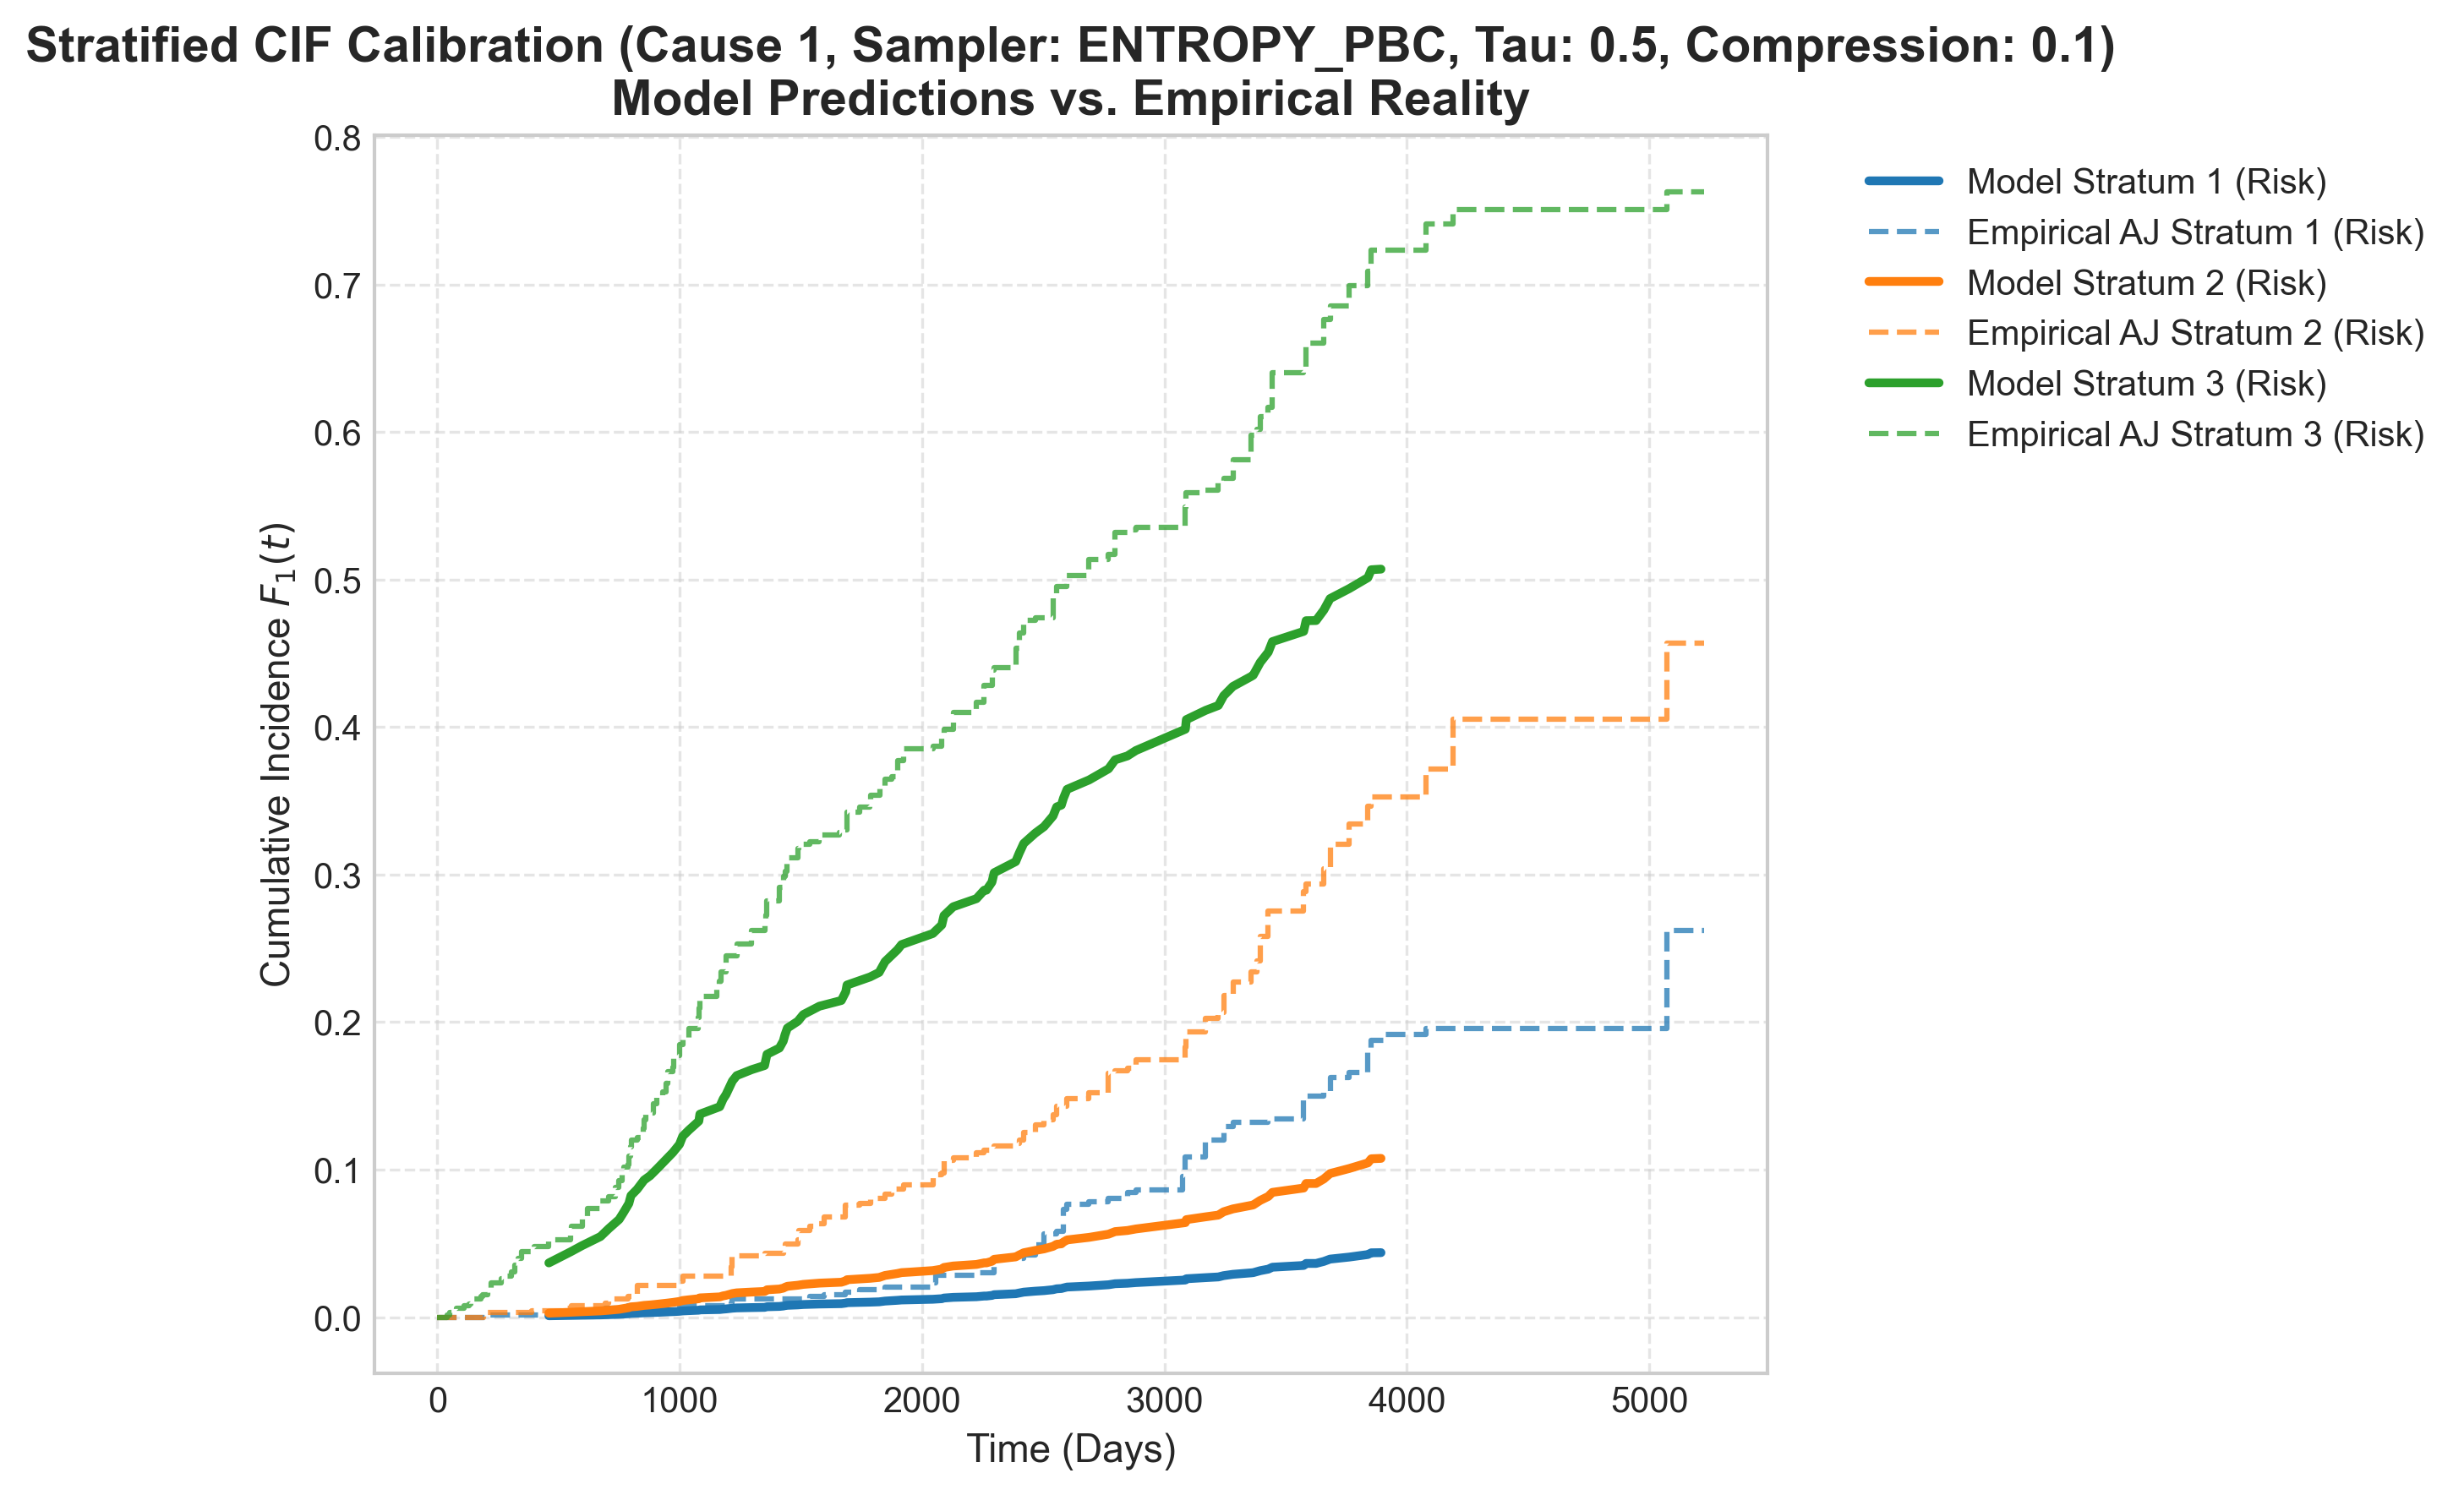 Stratified CIF Calibration (Cause 1, Sampler: ENTROPY_PBC, Tau: 0.5, Compression: 0.1)
Model Predictions vs. Empirical Reality
Cumulative Incidence F₁(t)
0.8
0.7
0.6
0.5
0.4
0.3
0.2
0.1
0.0
0 1000 2000 3000 4000 5000
Time (Days)
Model Stratum 1 (Risk)
Empirical AJ Stratum 1 (Risk)
Model Stratum 2 (Risk)
Empirical AJ Stratum 2 (Risk)
Model Stratum 3 (Risk)
Empirical AJ Stratum 3 (Risk)